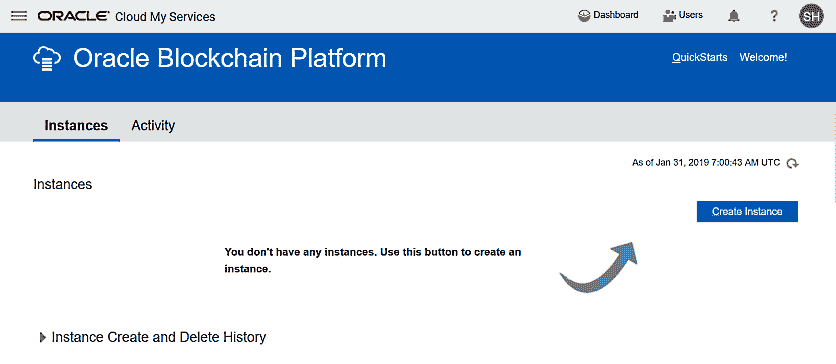 ORACLE® Cloud My Services Dashboard Users ? SH
Oracle Blockchain Platform QuickStarts Welcome!
Instances Activity
As of Jan 31, 2019 7:00:43 AM UTC
Instances
Create Instance
You don't have any instances. Use this button to create an
instance.
Instance Create and Delete History